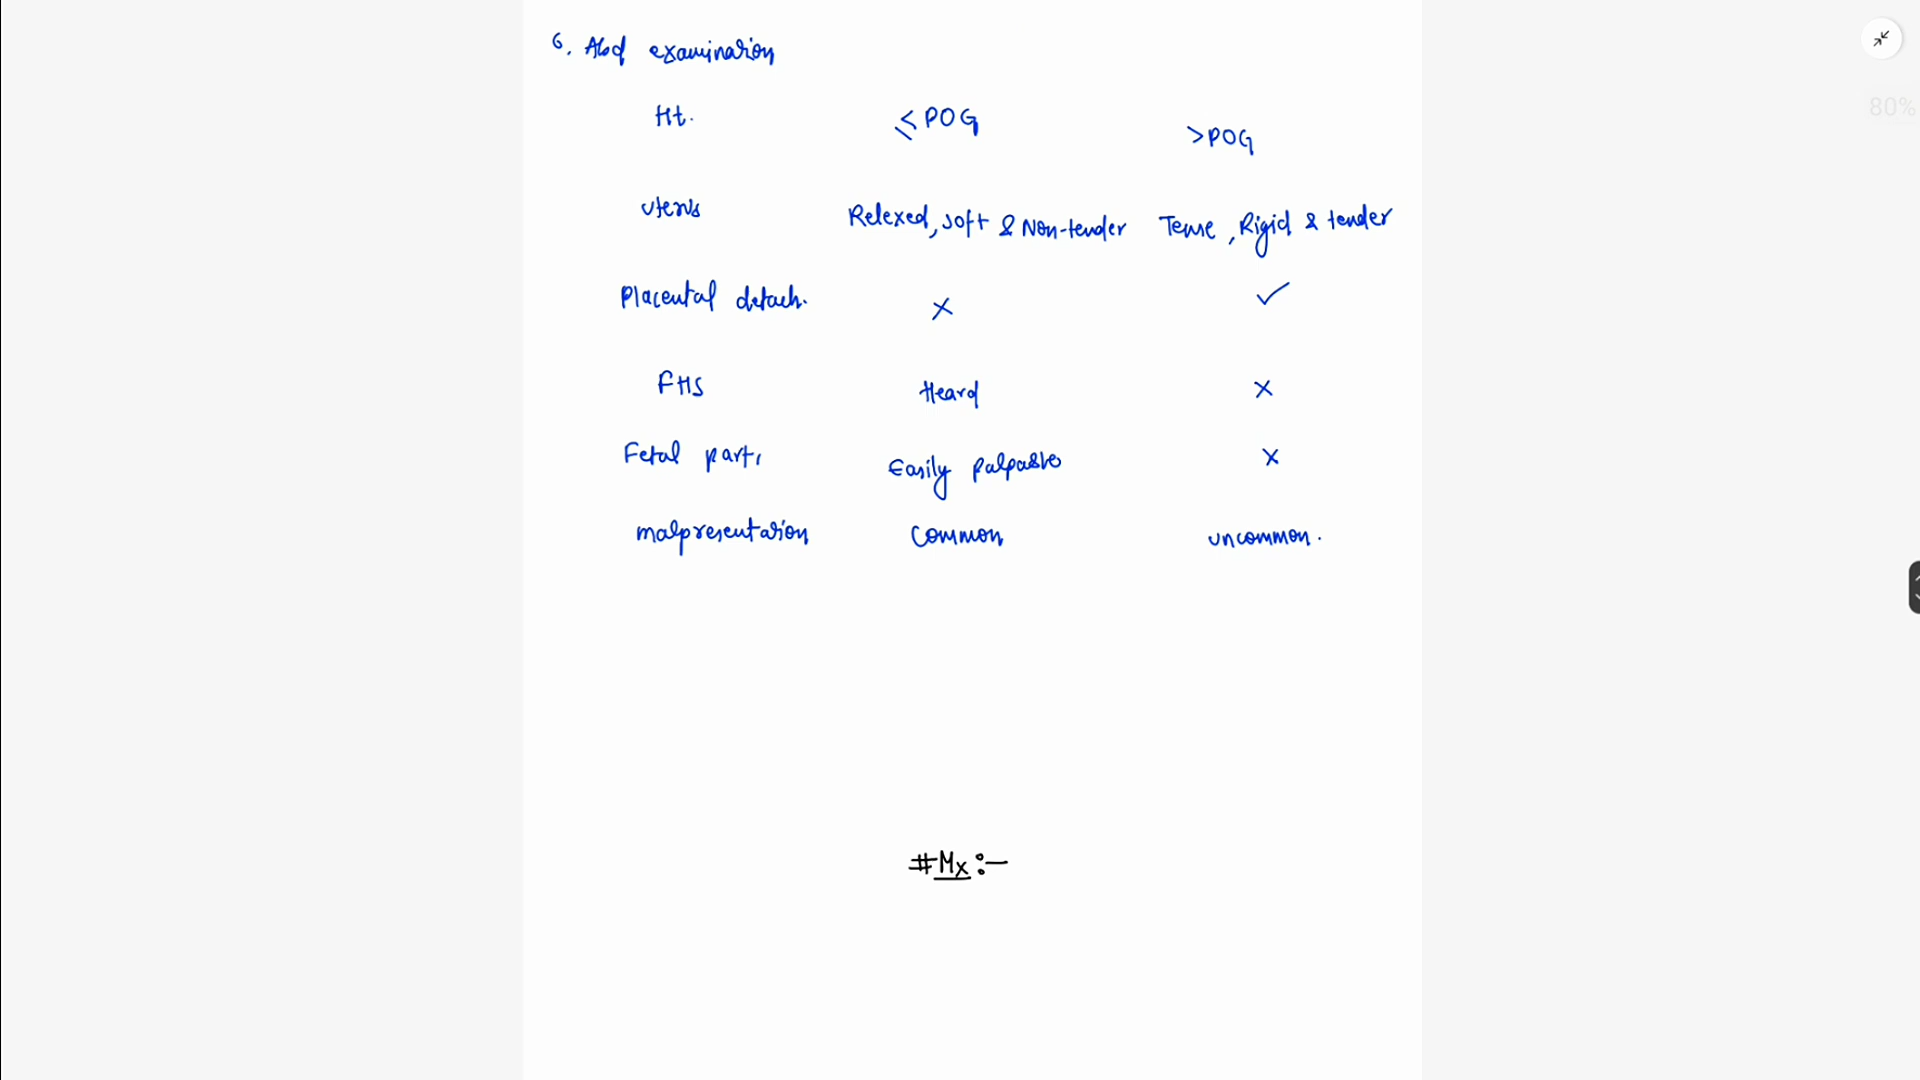 6. Abd examination
Ht. ≤POG >POG
uterus Relexed, soft & Non-tender Tense, Rigid & tender
Placental detach. × ✓
FHS Heard ×
Fetal parts Easily palpable ×
malpresentation Common uncommon.
#Mx:-
80%